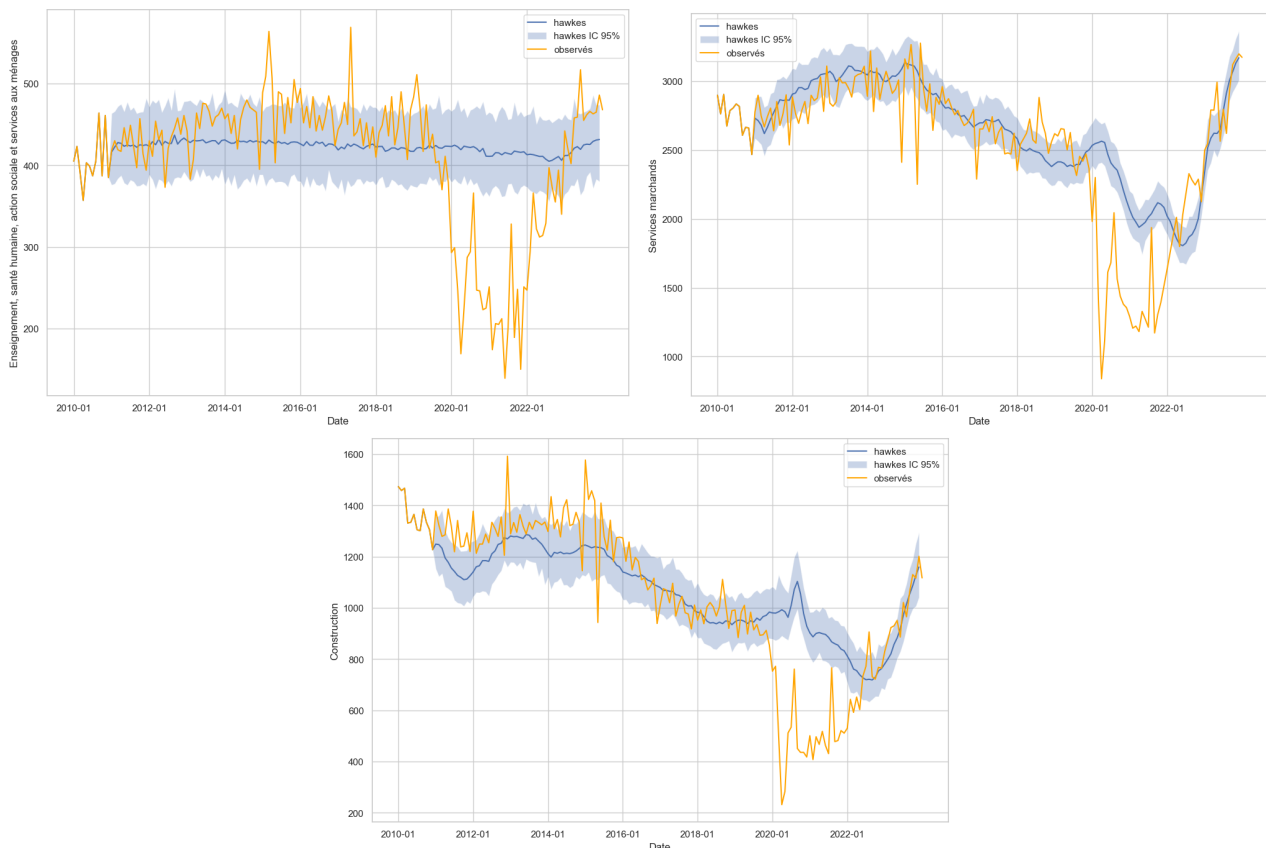 hawkes
hawkes IC 95%
observés
Enseignement, santé humaine, action sociale et services aux ménages
500
400
300
200
2010-01 2012-01 2014-01 2016-01 2018-01 2020-01 2022-01
Date
hawkes
hawkes IC 95%
observés
Services marchands
3000
2500
2000
1500
1000
2010-01 2012-01 2014-01 2016-01 2018-01 2020-01 2022-01
Date
hawkes
hawkes IC 95%
observés
Construction
1600
1400
1200
1000
800
600
400
200
2010-01 2012-01 2014-01 2016-01 2018-01 2020-01 2022-01
Date